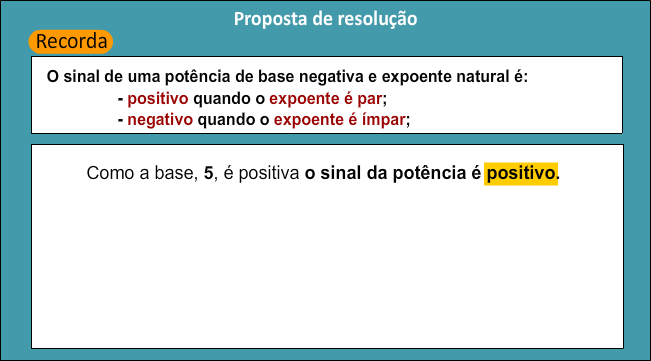 Proposta de resolução
Recorda
O sinal de uma potência de base negativa e expoente natural é:
- positivo quando o expoente é par;
- negativo quando o expoente é ímpar;
Como a base, 5, é positiva o sinal da potência é positivo.